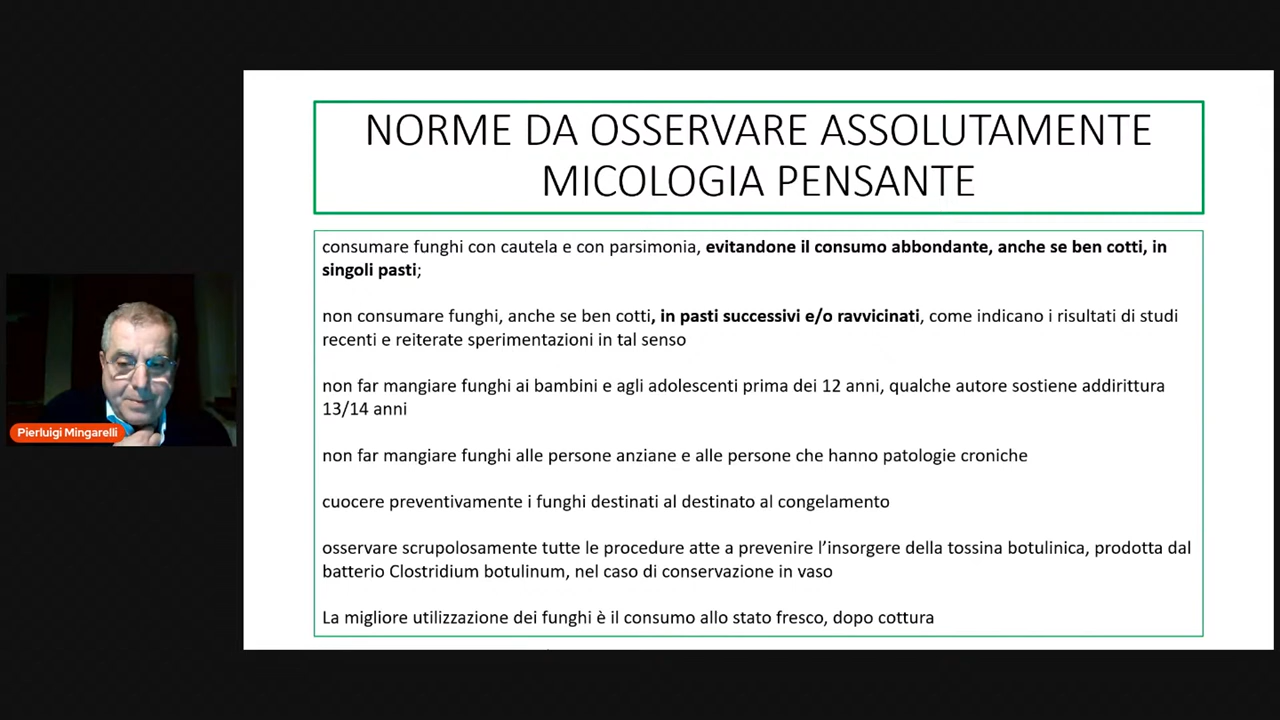 NORME DA OSSERVARE ASSOLUTAMENTE
MICOLOGIA PENSANTE
consumare funghi con cautela e con parsimonia, evitandone il consumo abbondante, anche se ben cotti, in
singoli pasti;
non consumare funghi, anche se ben cotti, in pasti successivi e/o ravvicinati, come indicano i risultati di studi
recenti e reiterate sperimentazioni in tal senso
non far mangiare funghi ai bambini e agli adolescenti prima dei 12 anni, qualche autore sostiene addirittura
13/14 anni
non far mangiare funghi alle persone anziane e alle persone che hanno patologie croniche
cuocere preventivamente i funghi destinati al destinato al congelamento
osservare scrupolosamente tutte le procedure atte a prevenire l’insorgere della tossina botulinica, prodotta dal
batterio Clostridium botulinum, nel caso di conservazione in vaso
La migliore utilizzazione dei funghi è il consumo allo stato fresco, dopo cottura
Pierluigi Mingarelli